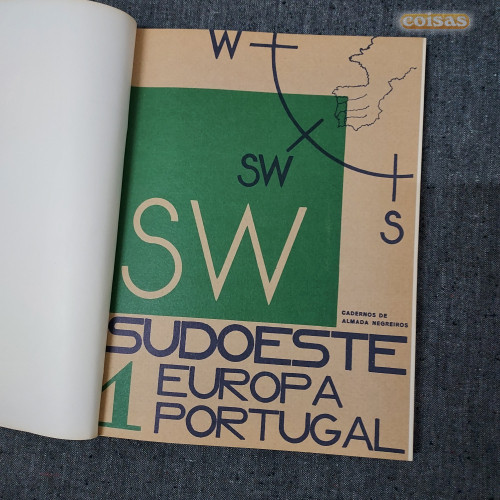 coisas
W
SW
S
SW
CADERNOS DE
ALMADA NEGREIROS
SUDOESTE
1 EUROPA
PORTUGAL